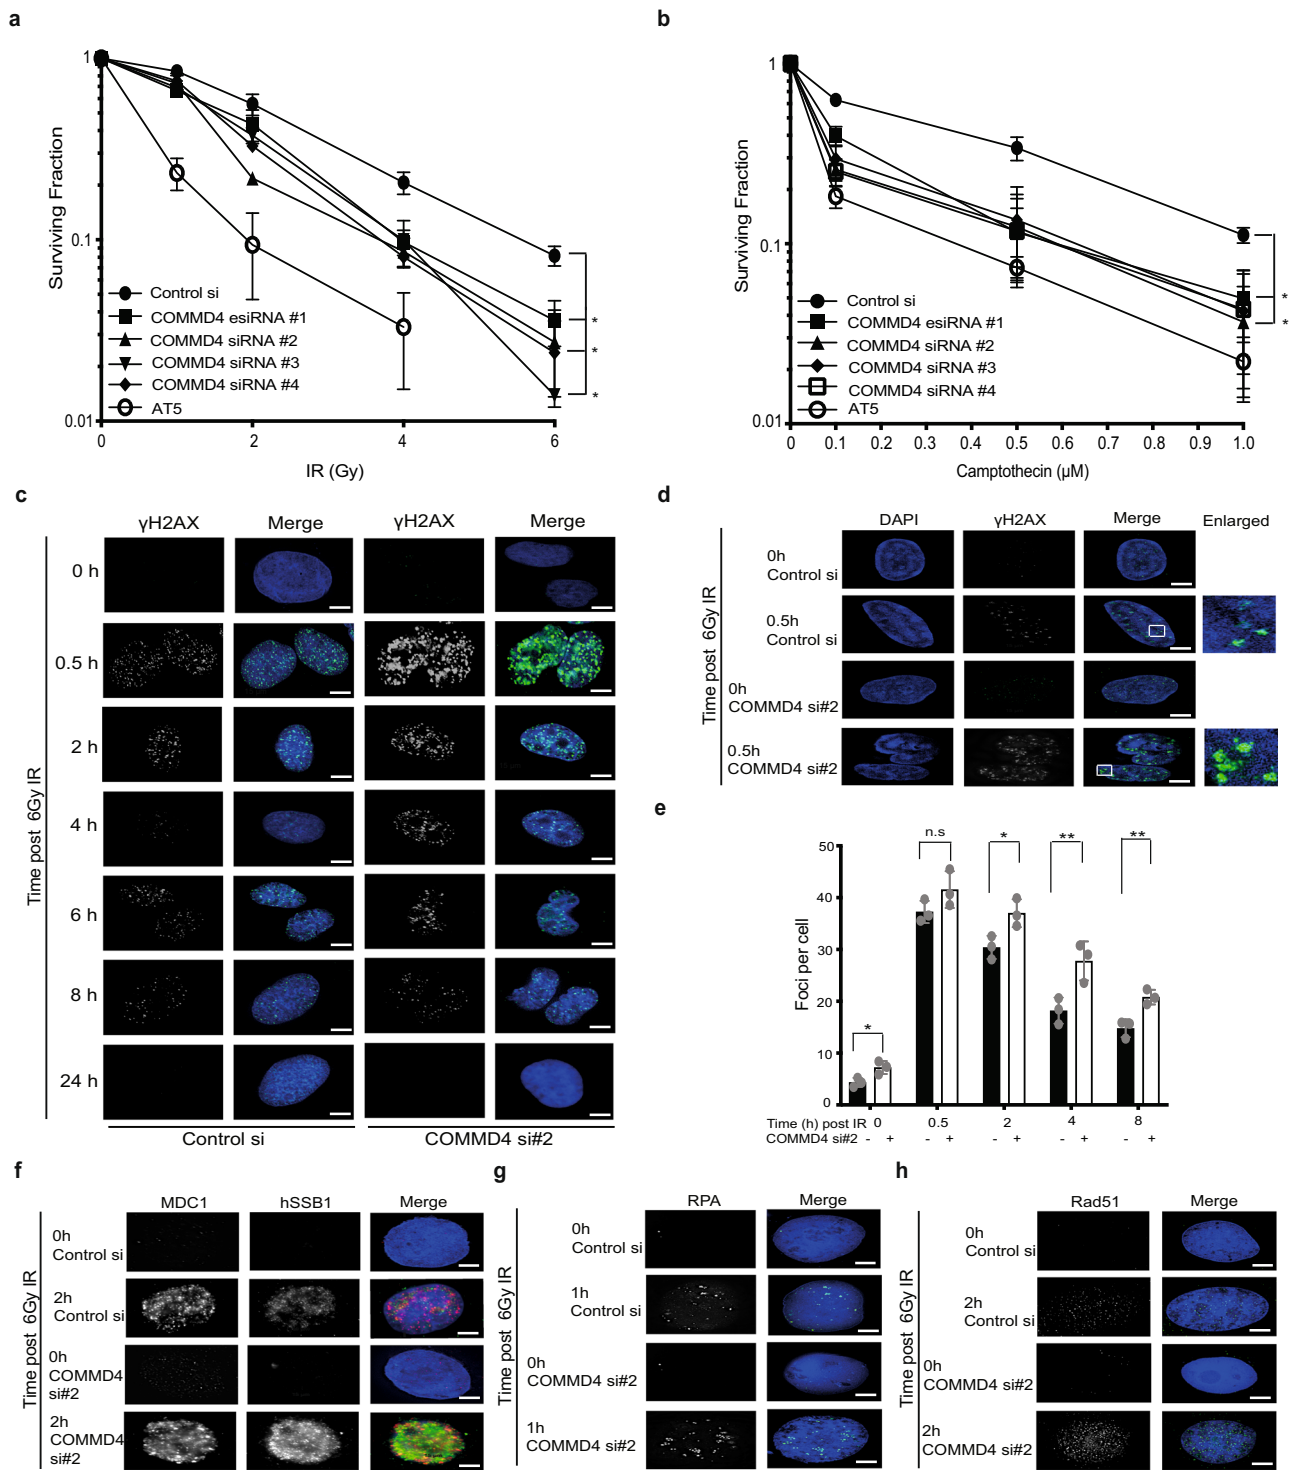 a
1
0.1
0.01
Surviving Fraction
Control si
COMMD4 esiRNA #1
COMMD4 siRNA #2
COMMD4 siRNA #3
COMMD4 siRNA #4
AT5
*
*
*
0 2 4 6
IR (Gy)
b
1
0.1
0.01
Surviving Fraction
Control si
COMMD4 esiRNA #1
COMMD4 siRNA #2
COMMD4 siRNA #3
COMMD4 siRNA #4
AT5
*
*
0 0.1 0.2 0.3 0.4 0.5 0.6 0.7 0.8 0.9 1.0
Camptothecin (µM)
c
γH2AX Merge γH2AX Merge
Time post 6Gy IR
0 h
0.5 h
2 h
4 h
6 h
8 h
24 h
Control si COMMD4 si#2
d
DAPI γH2AX Merge Enlarged
Time post 6Gy IR
0h
Control si
0.5h
Control si
0h
COMMD4 si#2
0.5h
COMMD4 si#2
e
n.s * ** **
*
50
40
30
20
10
0
Foci per cell
Time (h) post IR 0 0.5 2 4 8
COMMD4 si#2 - + - + - + - + - +
f
MDC1 hSSB1 Merge
Time post 6Gy IR
0h
Control si
2h
Control si
0h
COMMD4
si#2
2h
COMMD4
si#2
g
RPA Merge
Time post 6Gy IR
0h
Control si
1h
Control si
0h
COMMD4 si#2
1h
COMMD4 si#2
h
Rad51 Merge
Time post 6Gy IR
0h
Control si
2h
Control si
0h
COMMD4 si#2
2h
COMMD4 si#2